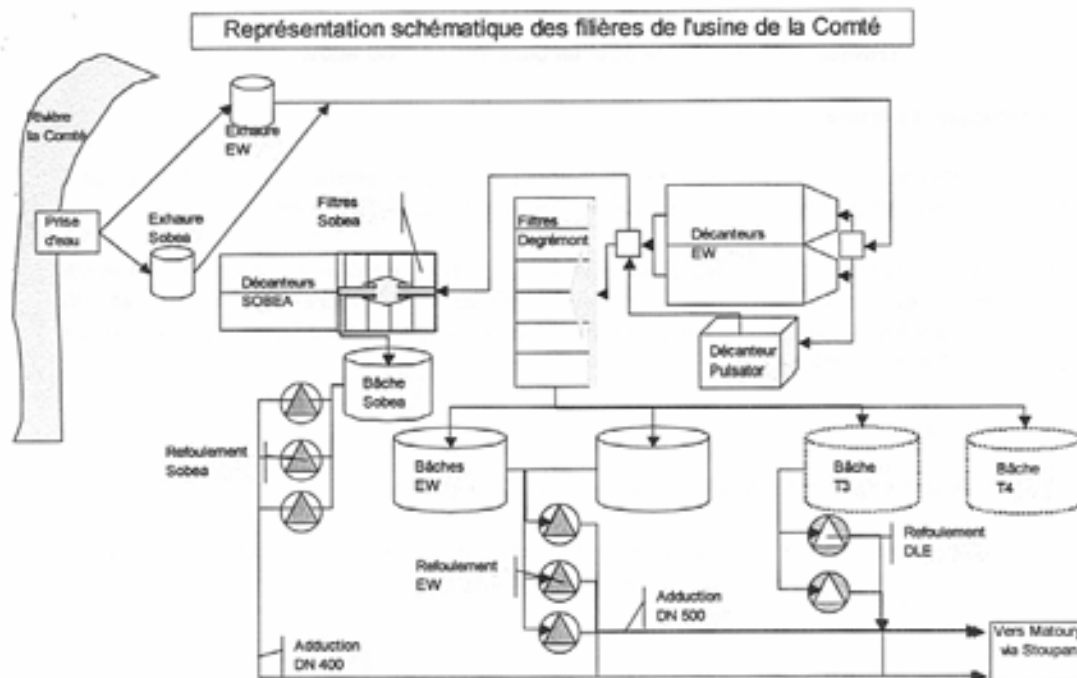 Représentation schématique des filières de l'usine de la Comté
Rivière
la Comté
Exhaure
EW
Prise
d'eau
Exhaure
Sobea
Filtres
Sobea
Filtres
Degrémont
Décanteurs
EW
Décanteurs
SOBEA
Décanteur
Pulsator
Bâche
Sobea
Refoulement
Sobea
Bâches
EW
Bâche
T3
Bâche
T4
Refoulement
DLE
Refoulement
EW
Adduction
DN 500
Adduction
DN 400
Vers Matoury
via Stoupan